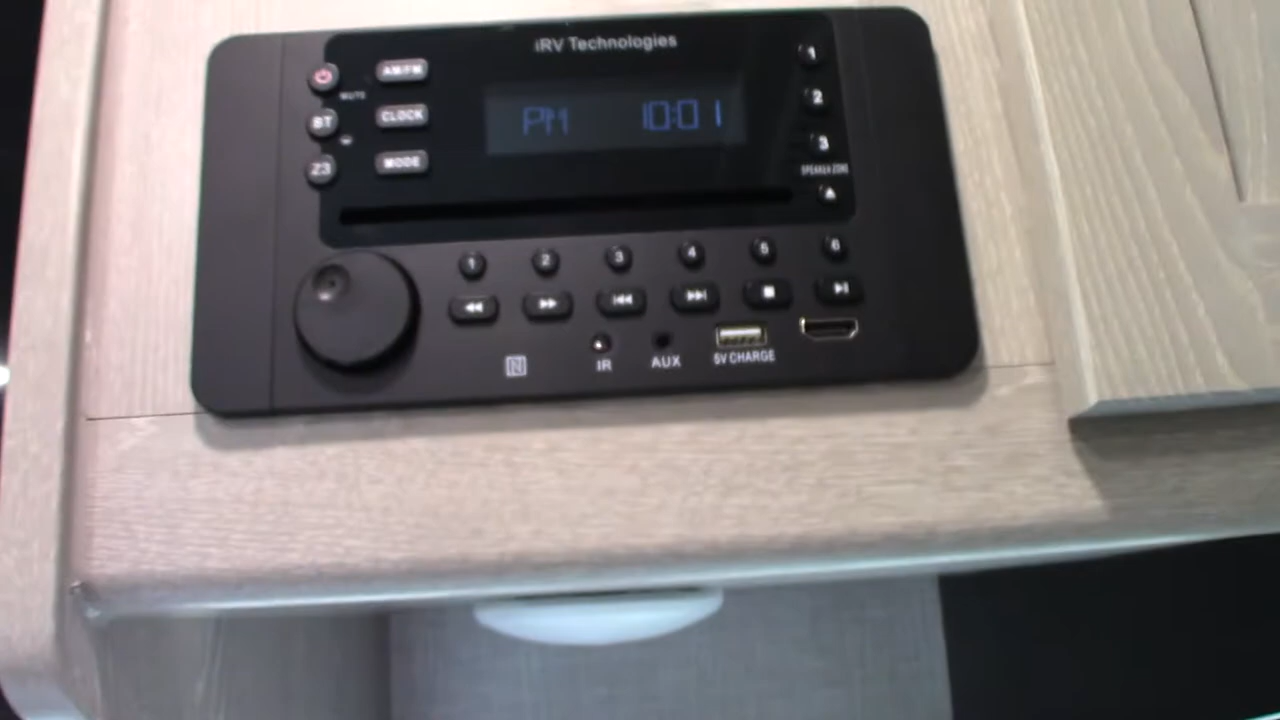 iRV Technologies
AM/FM
MUTE
BT
CLOCK
Z3
MODE
PM 10:01
1
2
3
SPEAKER ZONE
1 2 3 4 5 6
IR AUX 5V CHARGE